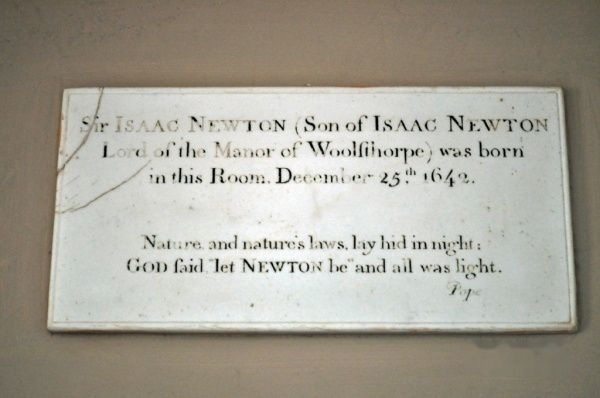 Sir ISAAC NEWTON (Son of ISAAC NEWTON
Lord of the Manor of Woolſthorpe) was born
in this Room, December 25.th 1642.
Nature, and nature's laws, lay hid in night:
GOD ſaid, "let NEWTON be" and all was light.
Pope